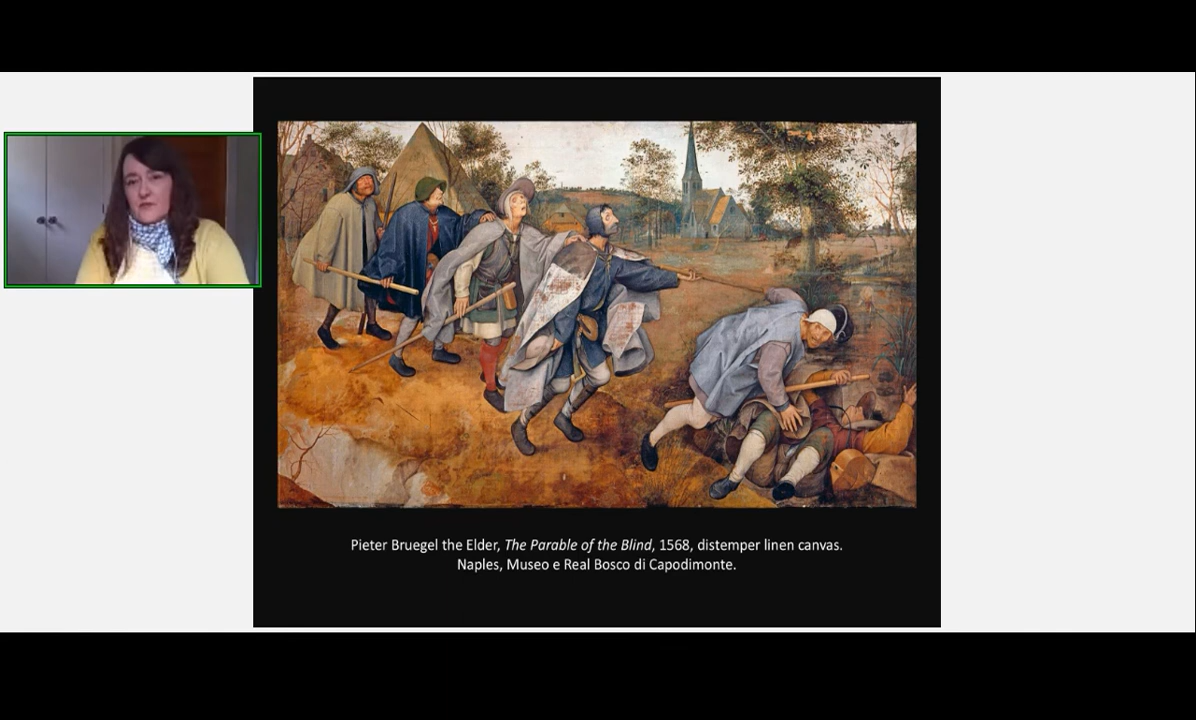 Pieter Bruegel the Elder, The Parable of the Blind, 1568, distemper linen canvas.
Naples, Museo e Real Bosco di Capodimonte.